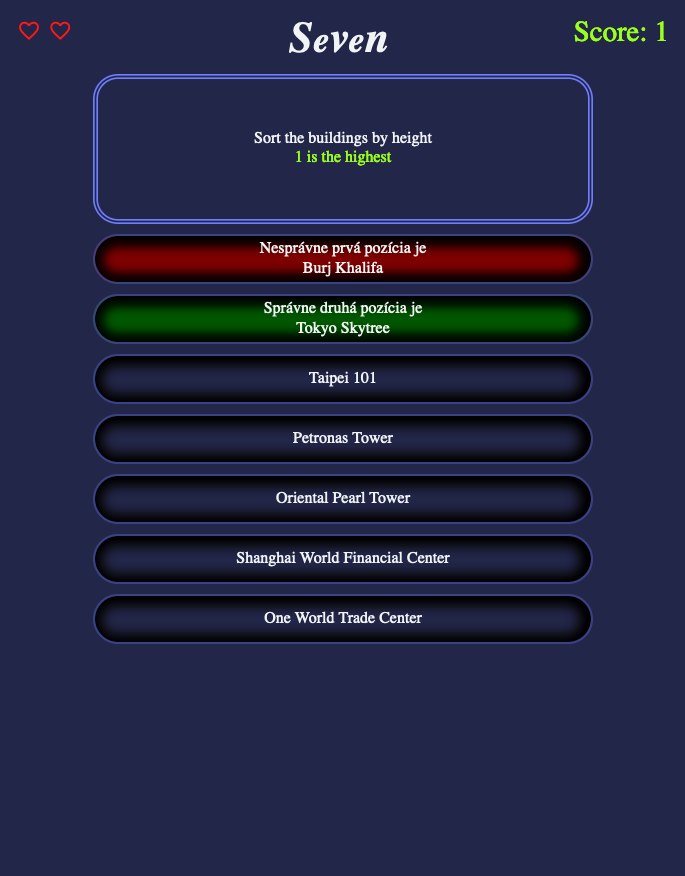 Seven
Score: 1
Sort the buildings by height
1 is the highest
Nesprávne prvá pozícia je
Burj Khalifa
Správne druhá pozícia je
Tokyo Skytree
Taipei 101
Petronas Tower
Oriental Pearl Tower
Shanghai World Financial Center
One World Trade Center